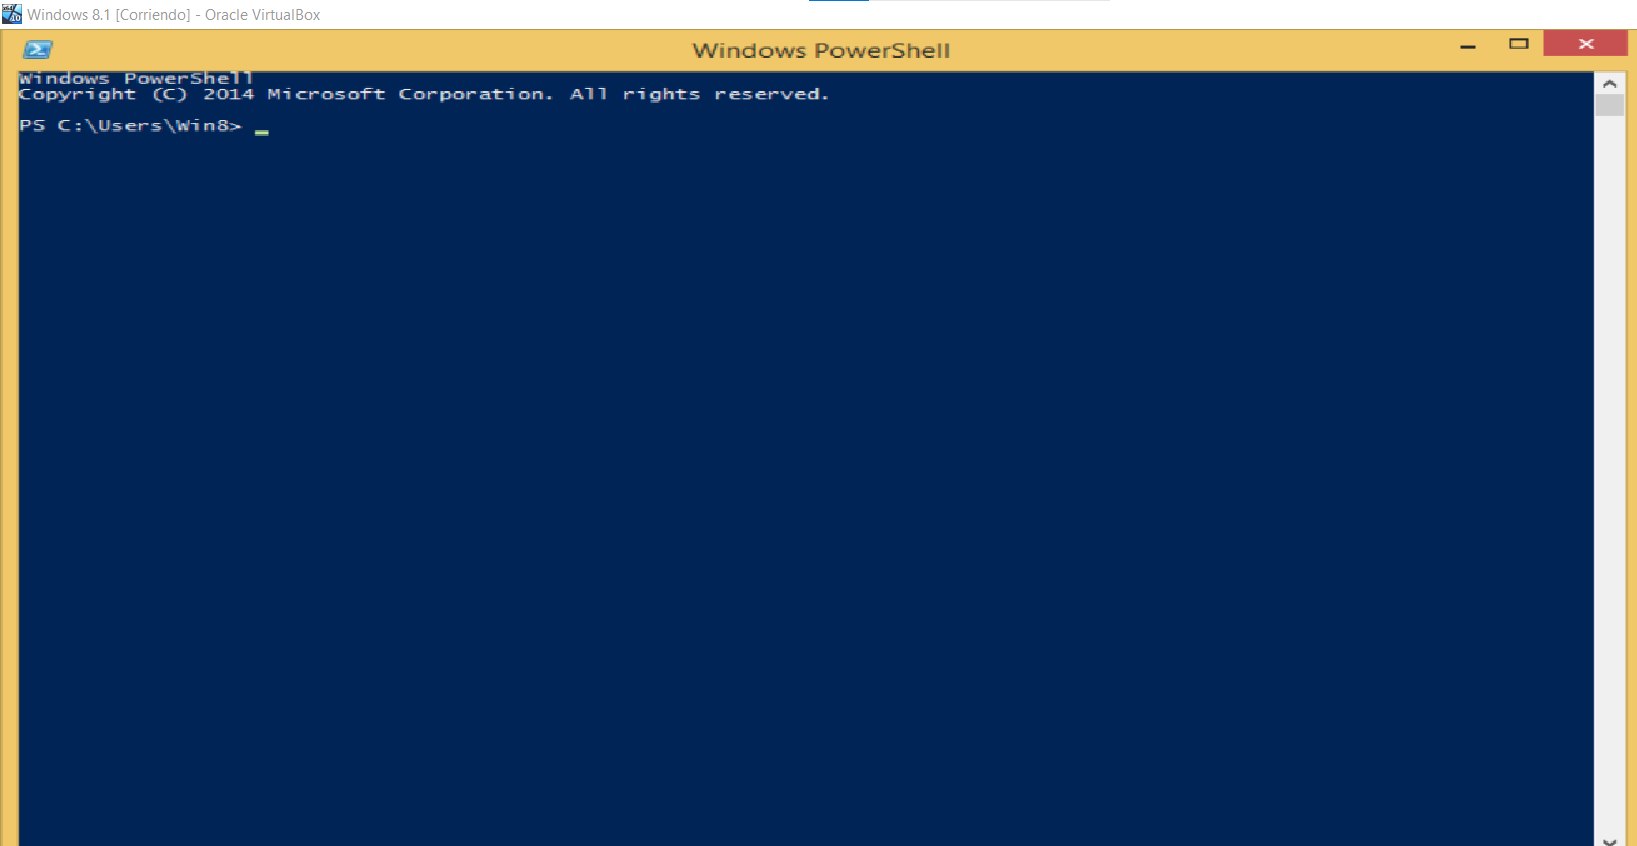 Windows 8.1 [Corriendo] - Oracle VirtualBox
Windows PowerShell
Windows PowerShell
Copyright (C) 2014 Microsoft Corporation. All rights reserved.
PS C:\Users\Win8> _